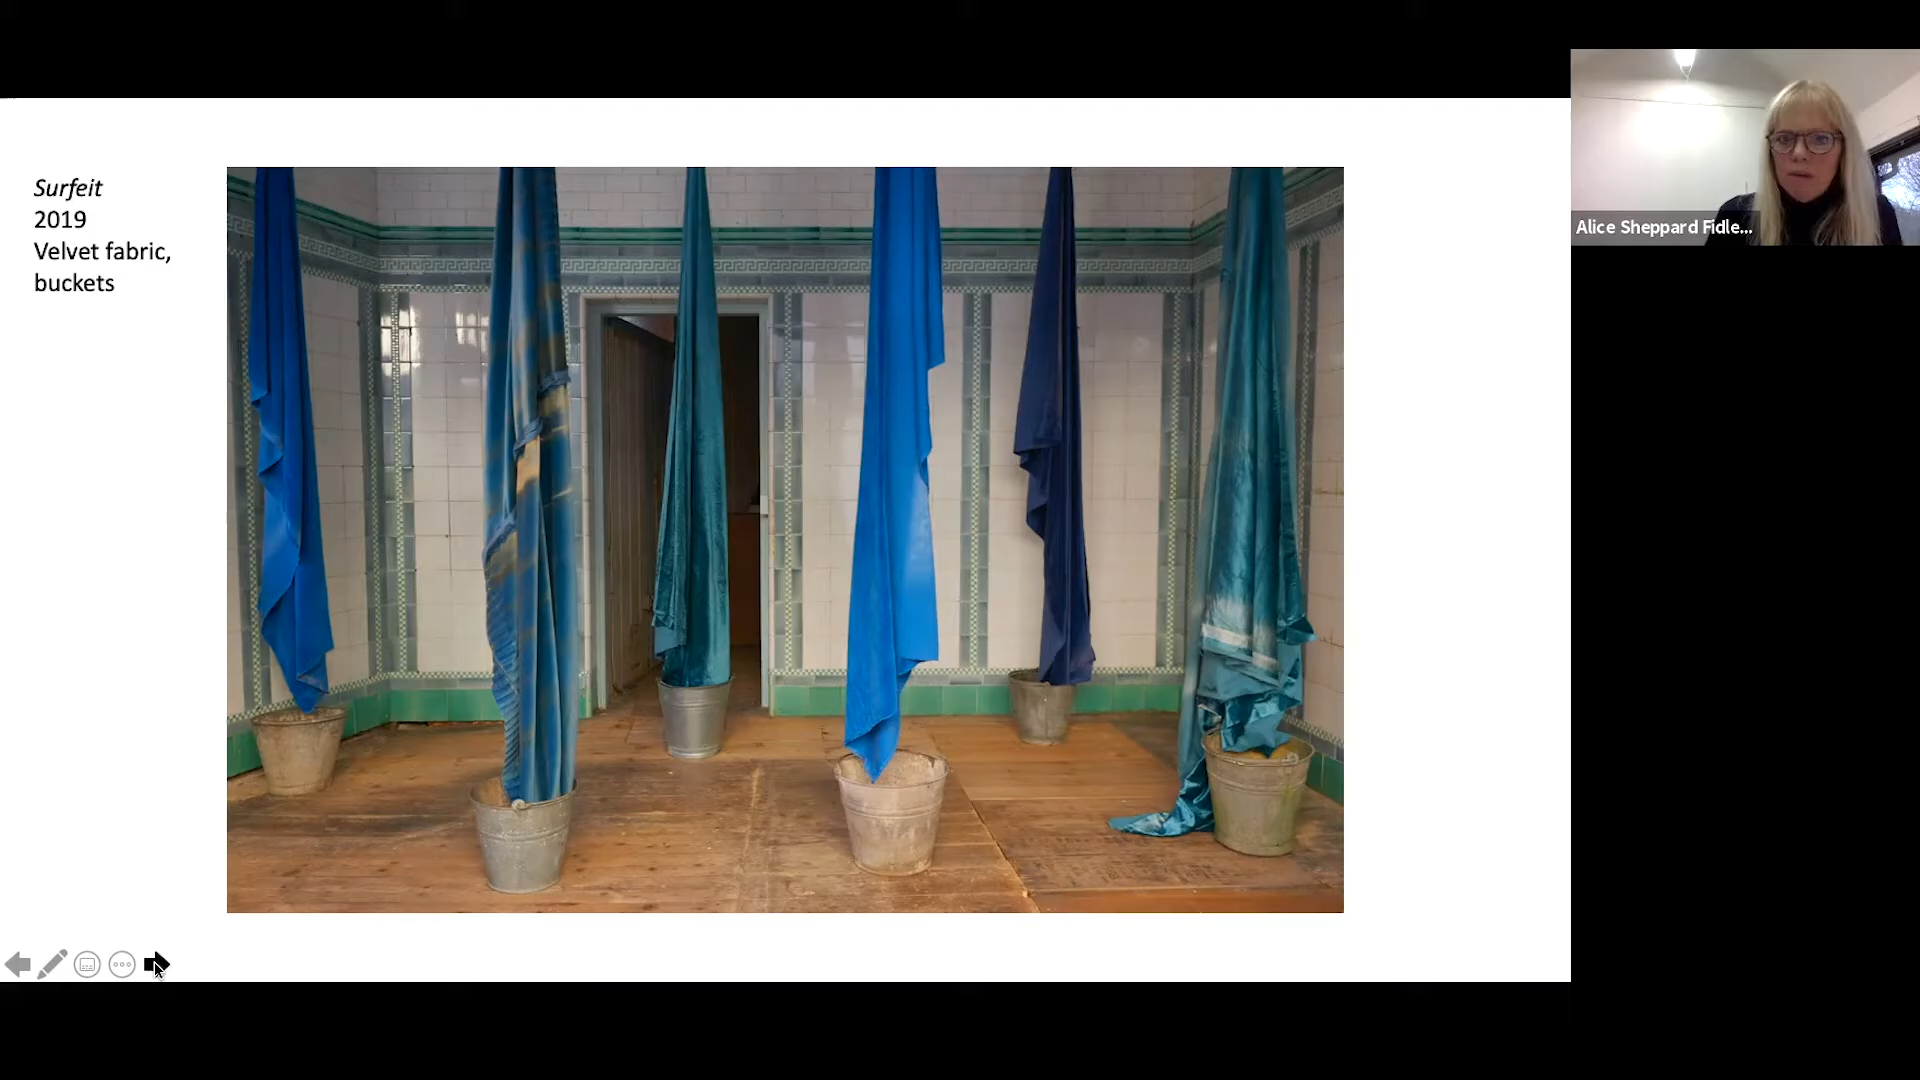 Surfeit
2019
Velvet fabric,
buckets
Alice Sheppard Fidle...